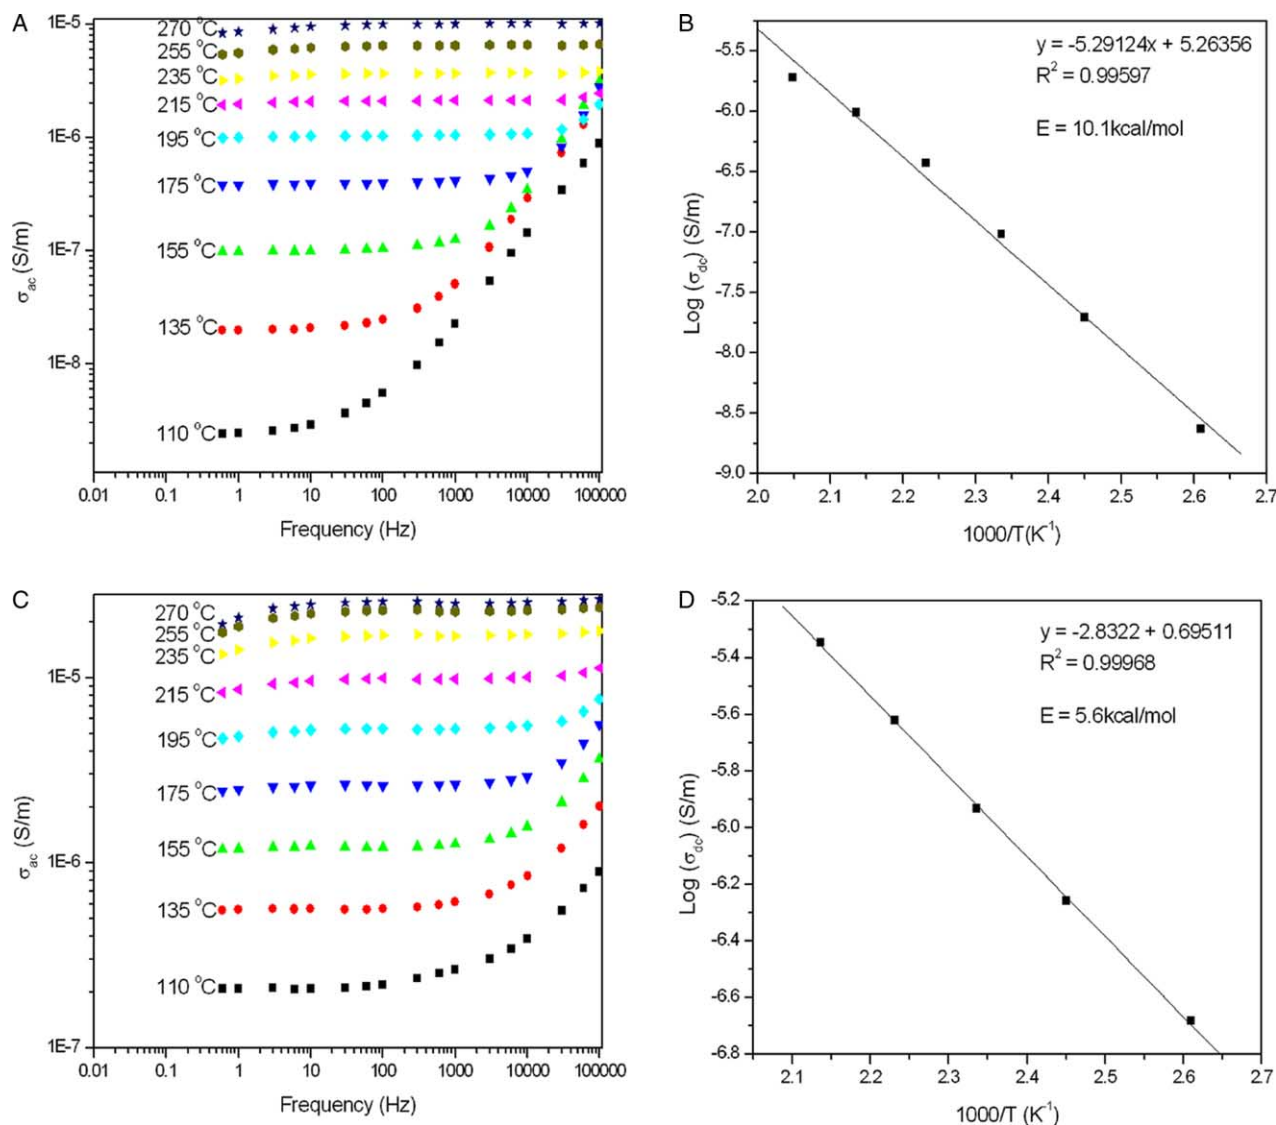 A
1E-5
1E-6
1E-7
1E-8
σac (S/m)
270 °C
255 °C
235 °C
215 °C
195 °C
175 °C
155 °C
135 °C
110 °C
0.01 0.1 1 10 100 1000 10000 100000
Frequency (Hz)
B
-5.5
-6.0
-6.5
-7.0
-7.5
-8.0
-8.5
-9.0
Log (σdc) (S/m)
y = -5.29124x + 5.26356
R² = 0.99597
E = 10.1kcal/mol
2.0 2.1 2.2 2.3 2.4 2.5 2.6 2.7
1000/T(K⁻¹)
C
1E-5
1E-6
1E-7
σac (S/m)
270 °C
255 °C
235 °C
215 °C
195 °C
175 °C
155 °C
135 °C
110 °C
0.01 0.1 1 10 100 1000 10000 100000
Frequency (Hz)
D
-5.2
-5.4
-5.6
-5.8
-6.0
-6.2
-6.4
-6.6
-6.8
Log (σdc) (S/m)
y = -2.8322 + 0.69511
R² = 0.99968
E = 5.6kcal/mol
2.1 2.2 2.3 2.4 2.5 2.6 2.7
1000/T (K⁻¹)